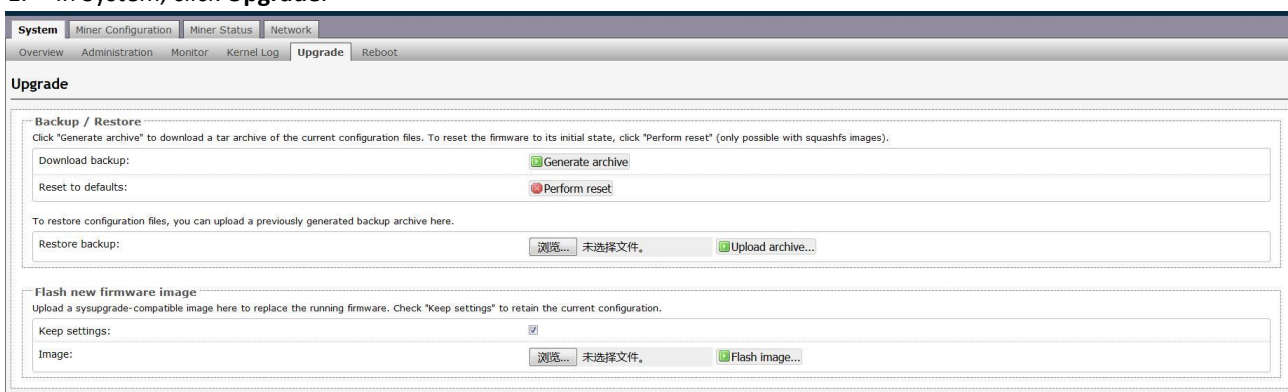 In System, click Upgrade.
System Miner Configuration Miner Status Network
Overview Administration Monitor Kernel Log Upgrade Reboot
Upgrade
Backup / Restore
Click "Generate archive" to download a tar archive of the current configuration files. To reset the firmware to its initial state, click "Perform reset" (only possible with squashfs images).
Download backup: Generate archive
Reset to defaults: Perform reset
To restore configuration files, you can upload a previously generated backup archive here.
Restore backup: 浏览... 未选择文件。 Upload archive...
Flash new firmware image
Upload a sysupgrade-compatible image here to replace the running firmware. Check "Keep settings" to retain the current configuration.
Keep settings:
Image: 浏览... 未选择文件。 Flash image...